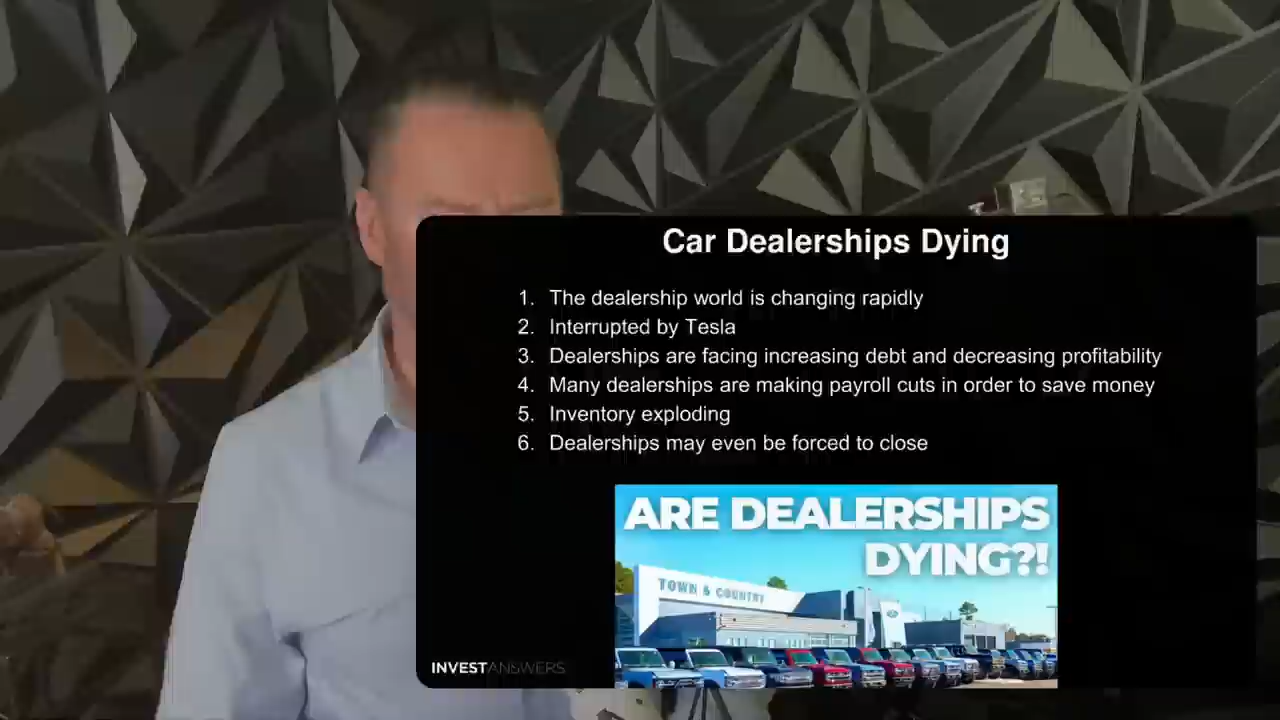 Car Dealerships Dying
1. The dealership world is changing rapidly
2. Interrupted by Tesla
3. Dealerships are facing increasing debt and decreasing profitability
4. Many dealerships are making payroll cuts in order to save money
5. Inventory exploding
6. Dealerships may even be forced to close
ARE DEALERSHIPS
DYING?!
TOWN & COUNTRY
INVESTANSWERS